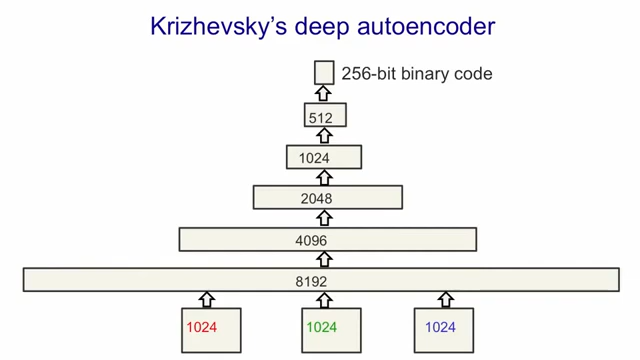 Krizhevsky's deep autoencoder
256-bit binary code
512
1024
2048
4096
8192
1024 1024 1024